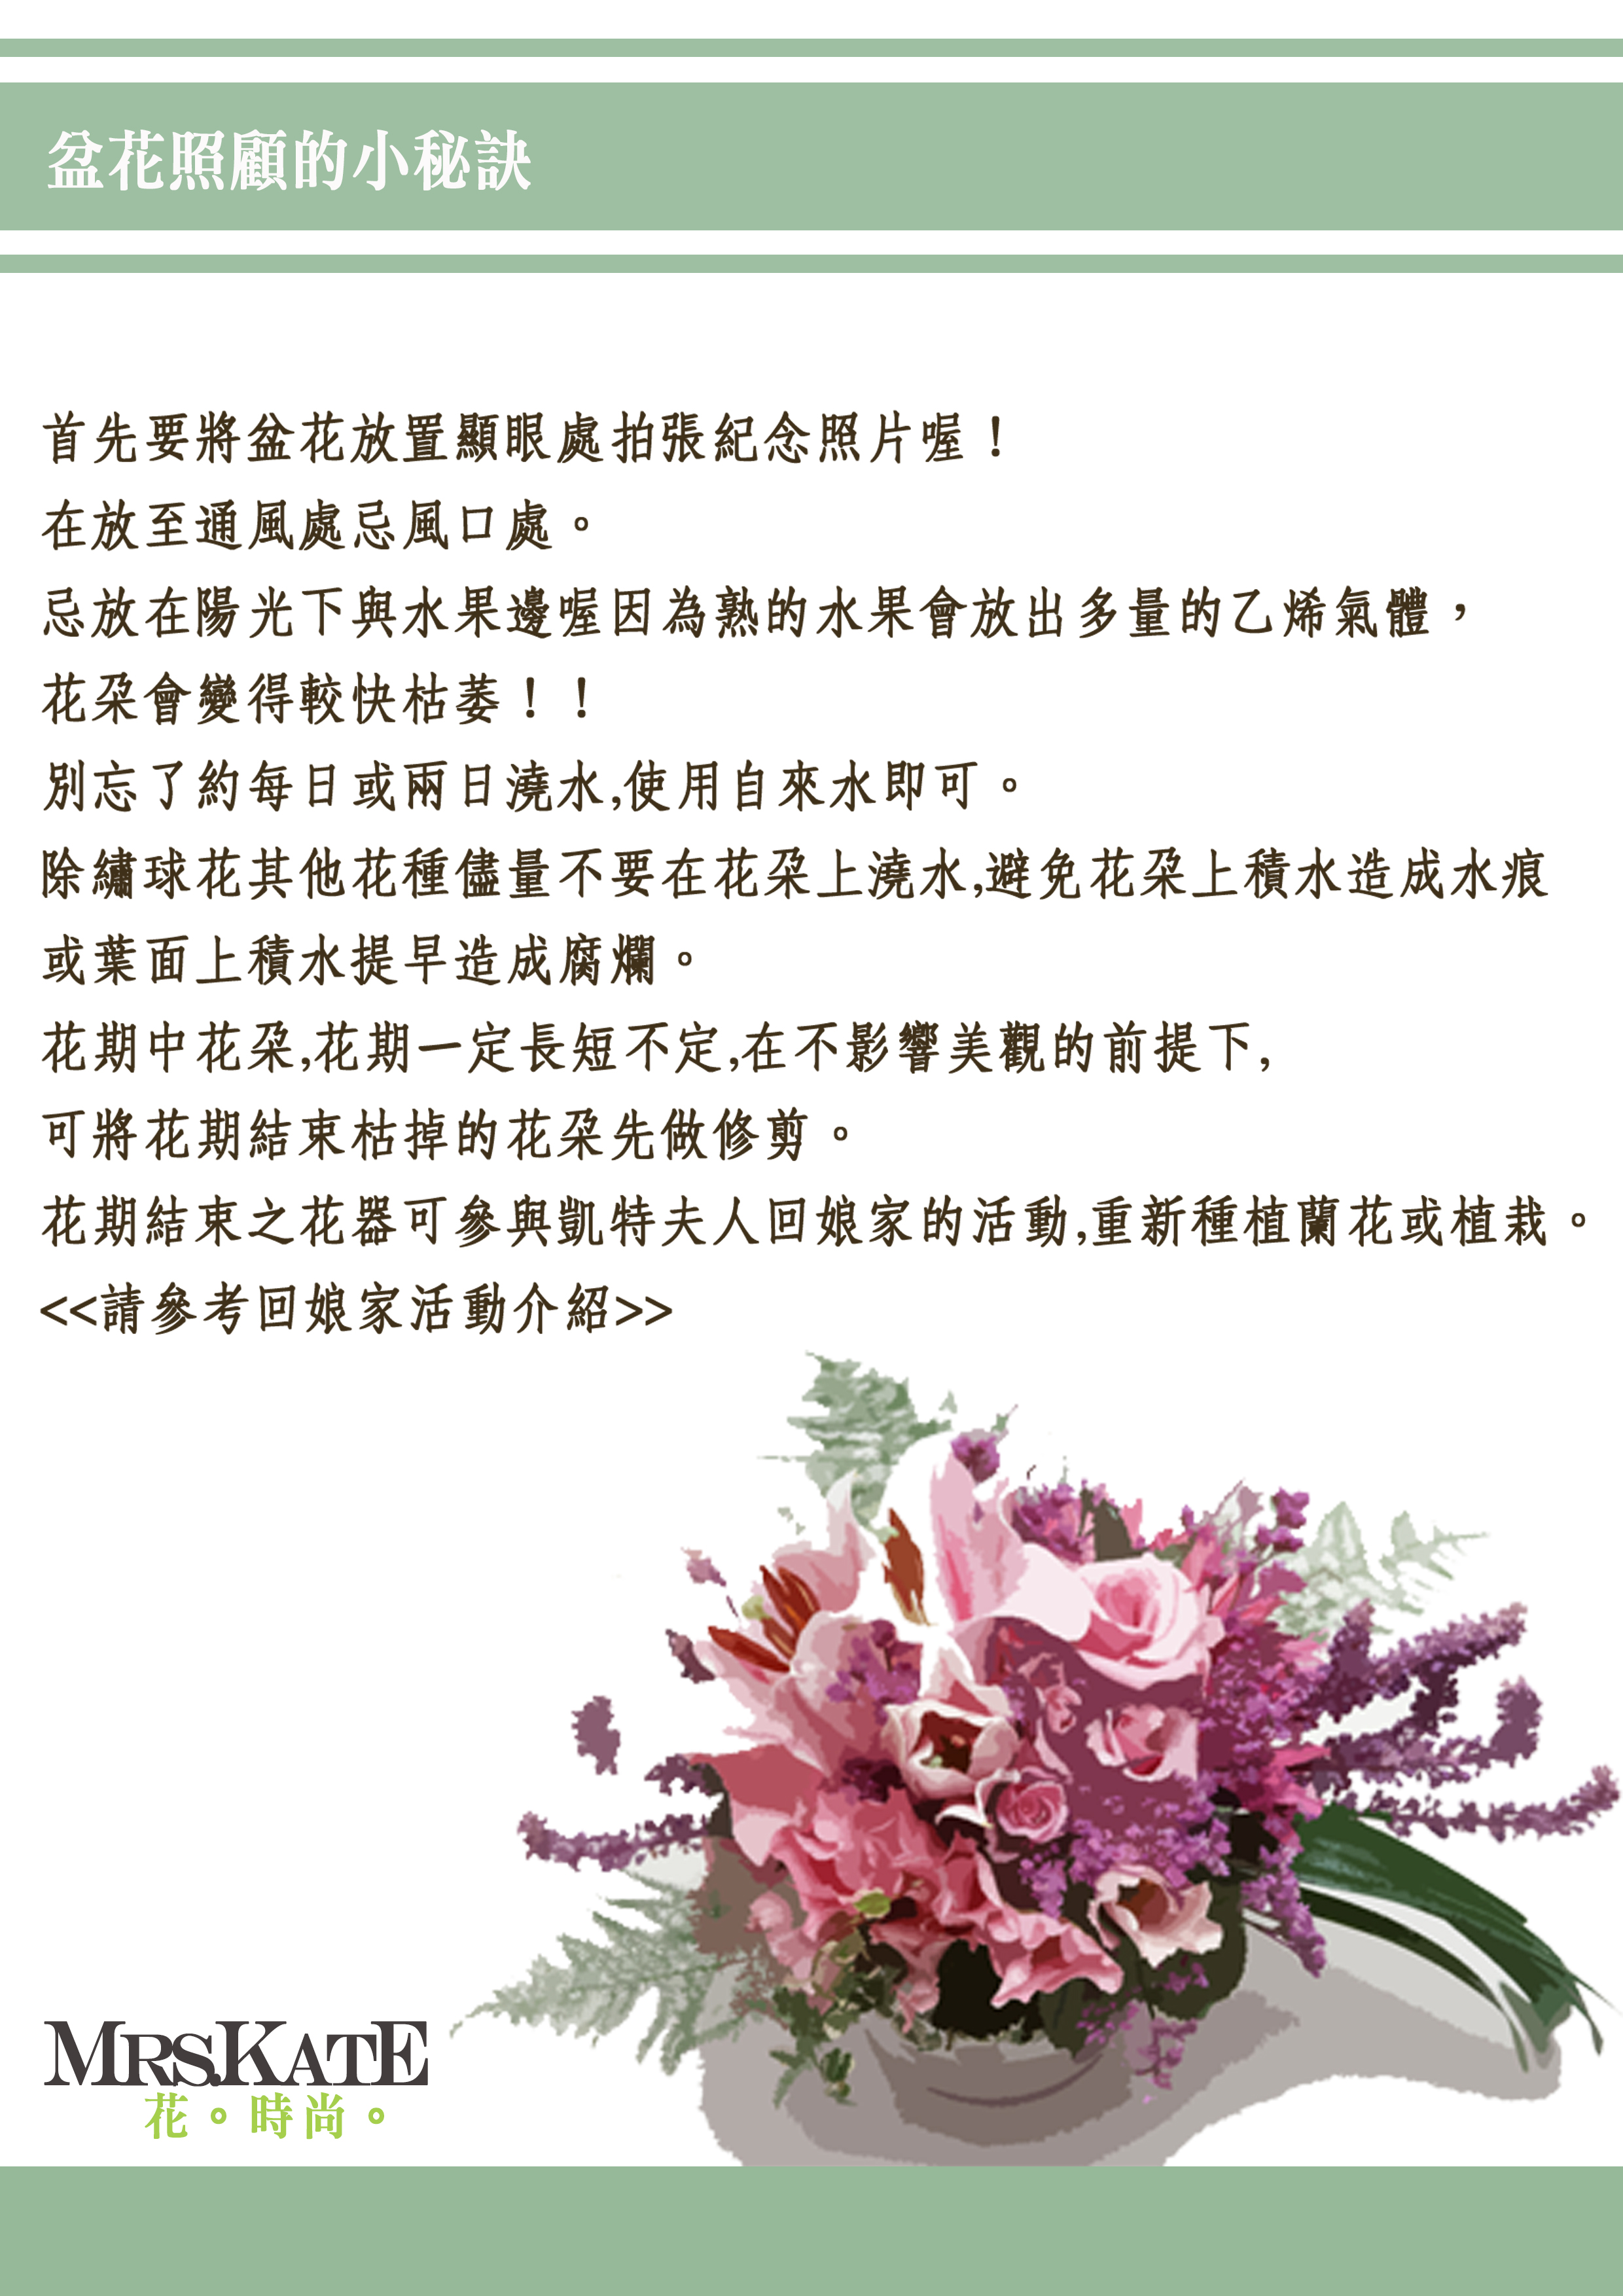 盆花照顧的小秘訣
首先要將盆花放置顯眼處拍張紀念照片喔！
在放至通風處忌風口處。
忌放在陽光下與水果邊喔因為熟的水果會放出多量的乙烯氣體，
花朵會變得較快枯萎！！
別忘了約每日或兩日澆水,使用自來水即可。
除繡球花其他花種儘量不要在花朵上澆水,避免花朵上積水造成水痕
或葉面上積水提早造成腐爛。
花期中花朵,花期一定長短不定,在不影響美觀的前提下,
可將花期結束枯掉的花朵先做修剪。
花期結束之花器可參與凱特夫人回娘家的活動,重新種植蘭花或植栽。
<<請參考回娘家活動介紹>>
MRS.KATE
花。時尚。